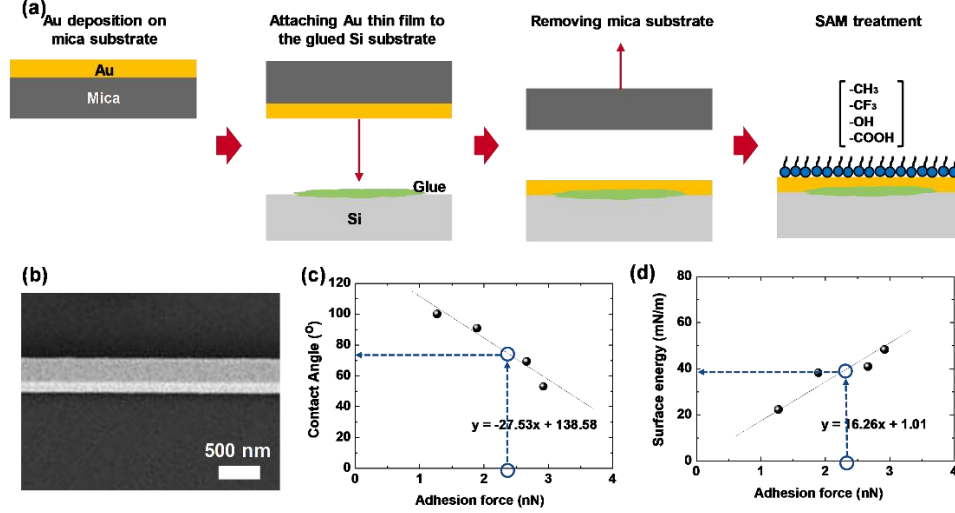 (a)
Au deposition on
mica substrate
Attaching Au thin film to
the glued Si substrate
Removing mica substrate
SAM treatment
Au
Mica
Glue
Si
-CH₃
-CF₃
-OH
-COOH
(b)
500 nm
(c)
Contact Angle (°)
120
100
80
60
40
20
0
y = -27.53x + 138.58
0 1 2 3 4
Adhesion force (nN)
(d)
Surface energy (mN/m)
80
60
40
20
0
y = 16.26x + 1.01
0 1 2 3 4
Adhesion force (nN)